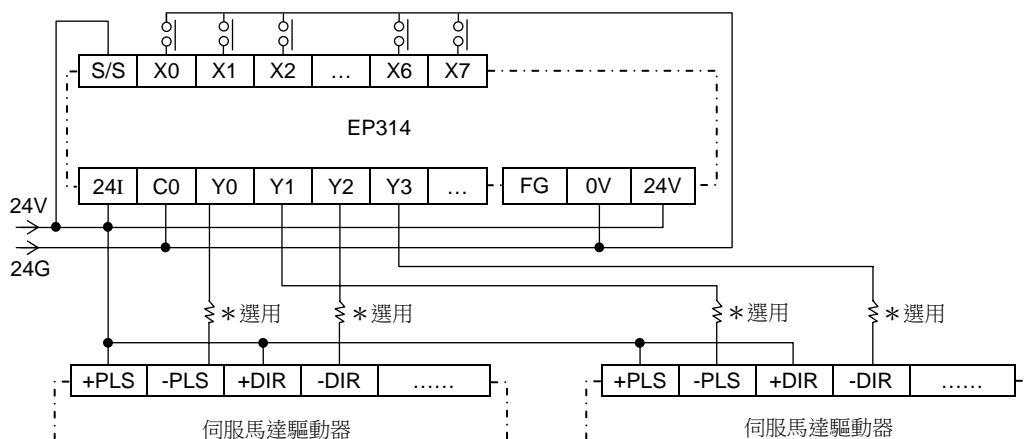 S/S X0 X1 X2 … X6 X7
EP314
24I C0 Y0 Y1 Y2 Y3 … FG 0V 24V
24V
24G
＊選用 ＊選用 ＊選用 ＊選用
+PLS -PLS +DIR -DIR ……
+PLS -PLS +DIR -DIR ……
伺服馬達驅動器
伺服馬達驅動器